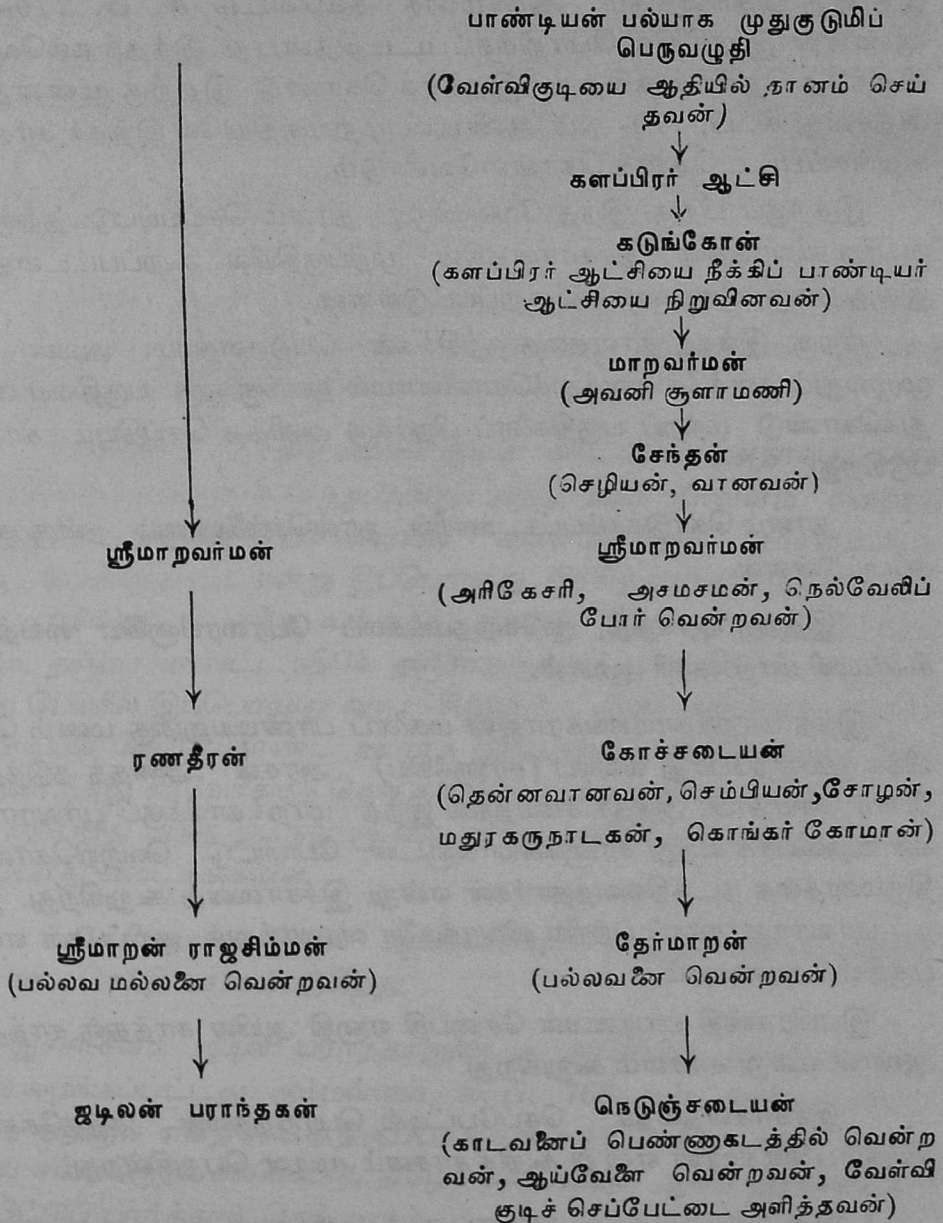 பாண்டியன் பல்யாக முதுகுடுமிப்
பெருவழுதி
(வேள்விகுடியை ஆதியில் தானம் செய்
தவன்)
களப்பிரர் ஆட்சி
கடுங்கோன்
(களப்பிரர் ஆட்சியை நீக்கிப் பாண்டியர்
ஆட்சியை நிறுவினவன்)
மாறவர்மன்
(அவனி சூளாமணி)
சேந்தன்
(செழியன், வானவன்)
ஸ்ரீமாறவர்மன் ஸ்ரீமாறவர்மன்
(அரிகேசரி, அசமசமன், நெல்வேலிப்
போர் வென்றவன்)
ரணதீரன் கோச்சடையன்
(தென்னவானவன், செம்பியன், சோழன்,
மதுரகருநாடகன், கொங்கர் கோமான்)
ஸ்ரீமாறன் ராஜசிம்மன் தேர்மாறன்
(பல்லவ மல்லனை வென்றவன்) (பல்லவனை வென்றவன்)
ஜடிலன் பராந்தகன் நெடுஞ்சடையன்
(காடவணைப் பெண்ணாகடத்தில் வென்ற
வன், ஆய்வேளை வென்றவன், வேள்வி
குடிச் செப்பேட்டை அளித்தவன்)